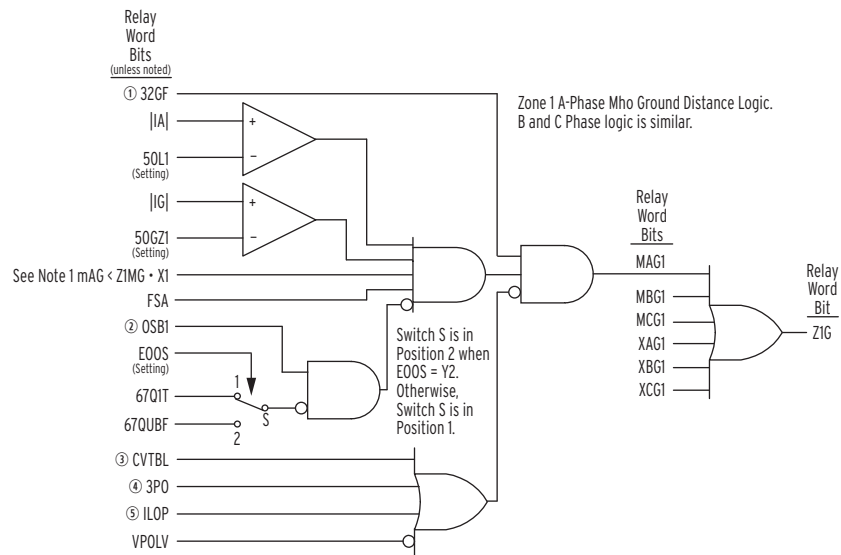 Relay
Word
Bits
(unless noted)
① 32GF
|IA|
+
50L1
–
(Setting)
|IG|
+
50GZ1
–
(Setting)
See Note 1 mAG < Z1MG • X1
FSA
② OSB1
EOOS
(Setting)
67Q1T
1
S
67QUBF
2
③ CVTBL
④ 3PO
⑤ ILOP
VPOLV
Zone 1 A-Phase Mho Ground Distance Logic.
B and C Phase logic is similar.
Switch S is in
Position 2 when
EOOS = Y2.
Otherwise,
Switch S is in
Position 1.
Relay
Word
Bits
MAG1
MBG1
MCG1
XAG1
XBG1
XCG1
Relay
Word
Bit
Z1G